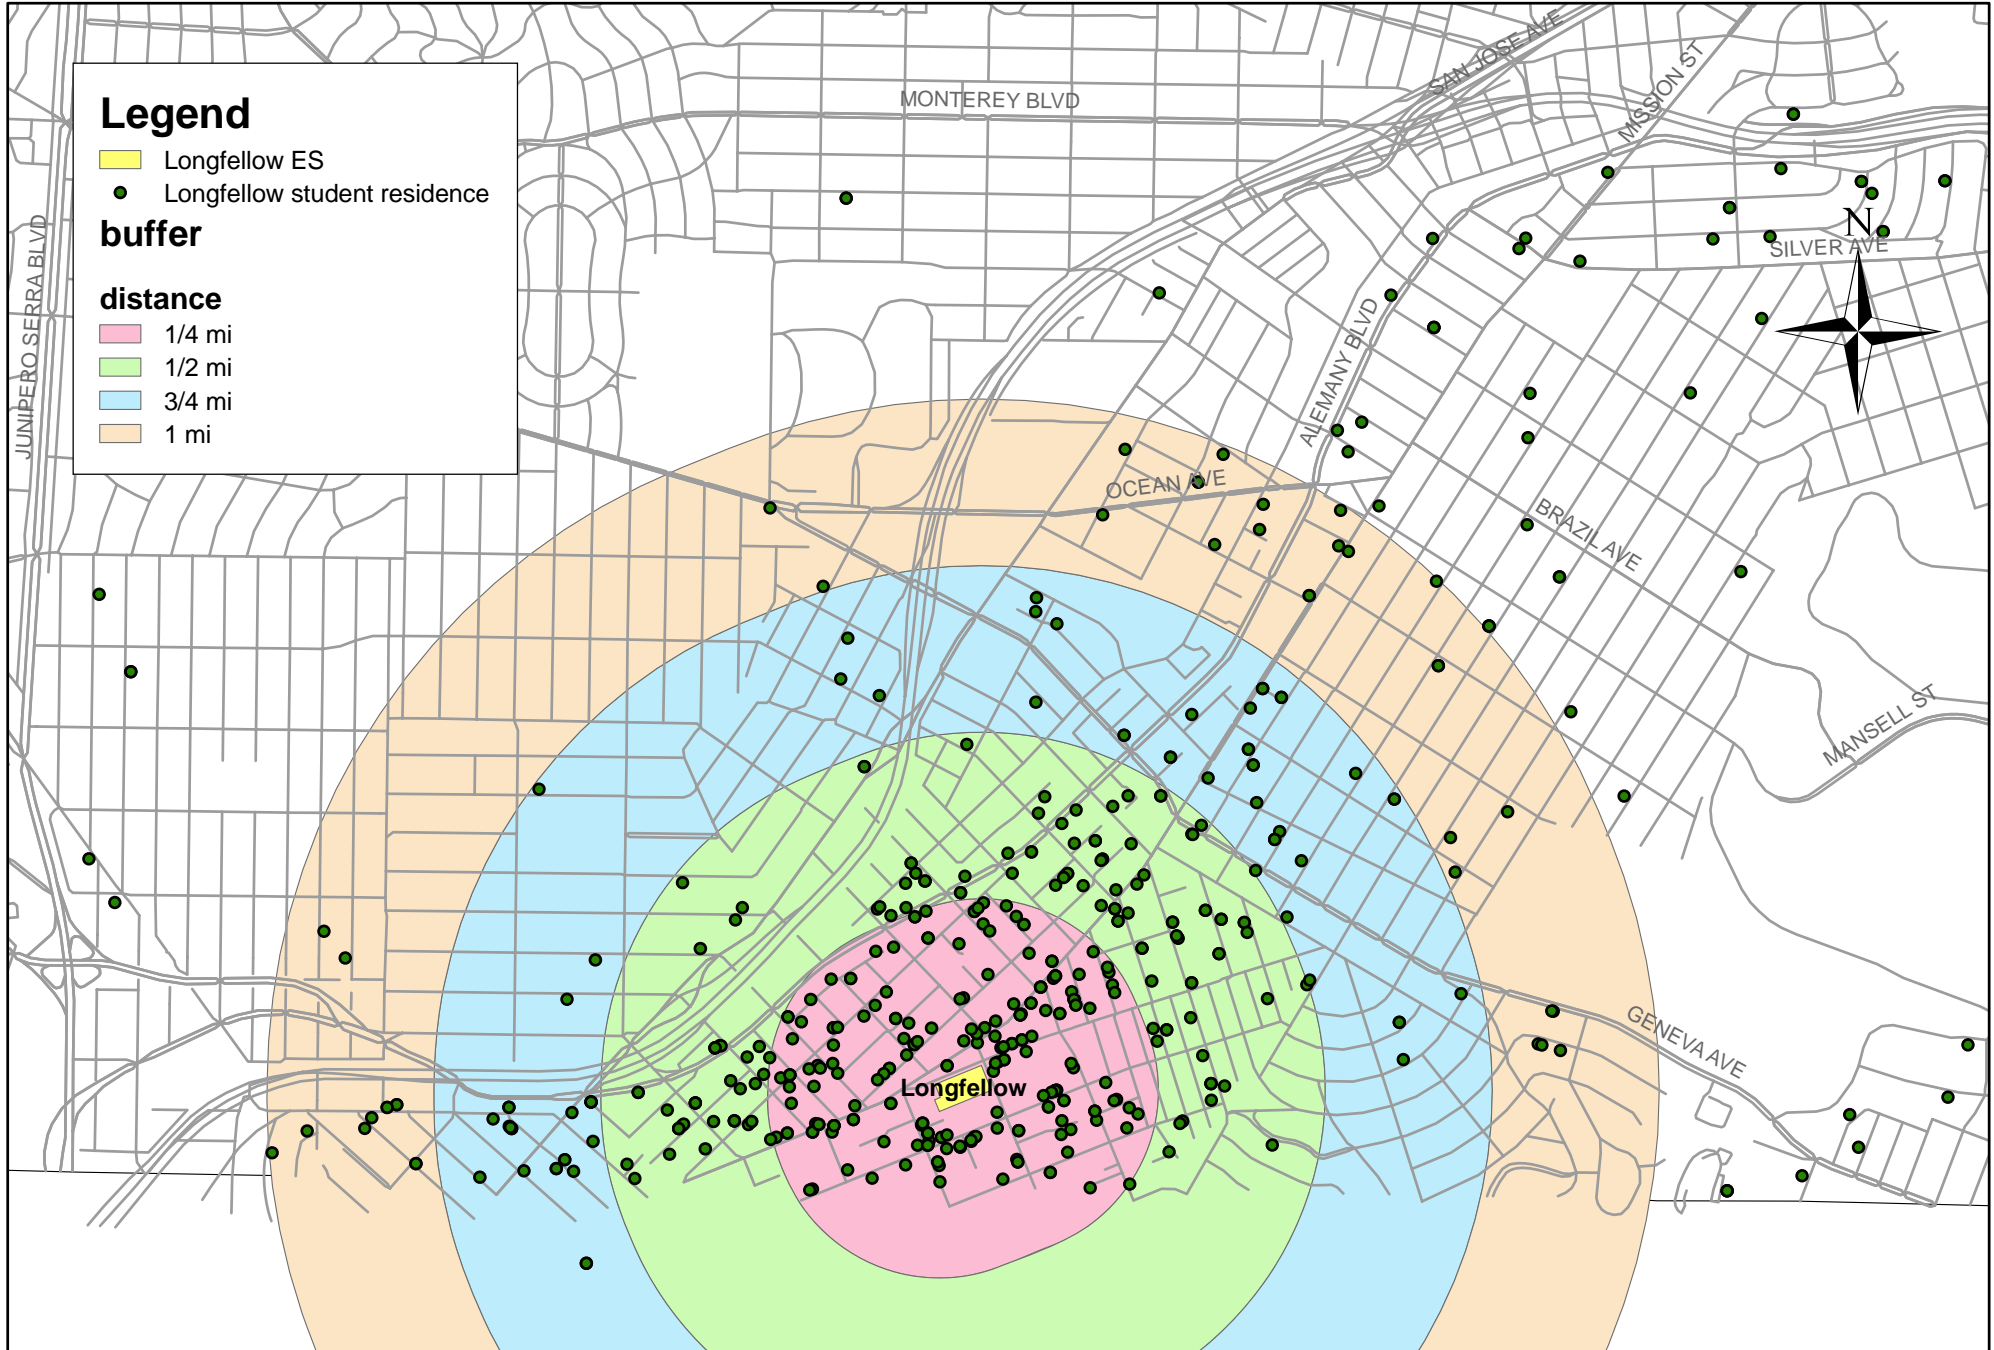 Legend
Longfellow ES
Longfellow student residence
buffer
distance
1/4 mi
1/2 mi
3/4 mi
1 mi
MONTEREY BLVD
SAN JOSE AVE
MISSION ST
JUNIPERO SERRA BLVD
N
SILVER AVE
ALEMANY BLVD
OCEAN AVE
BRAZIL AVE
MANSELL ST
GENEVA AVE
Longfellow